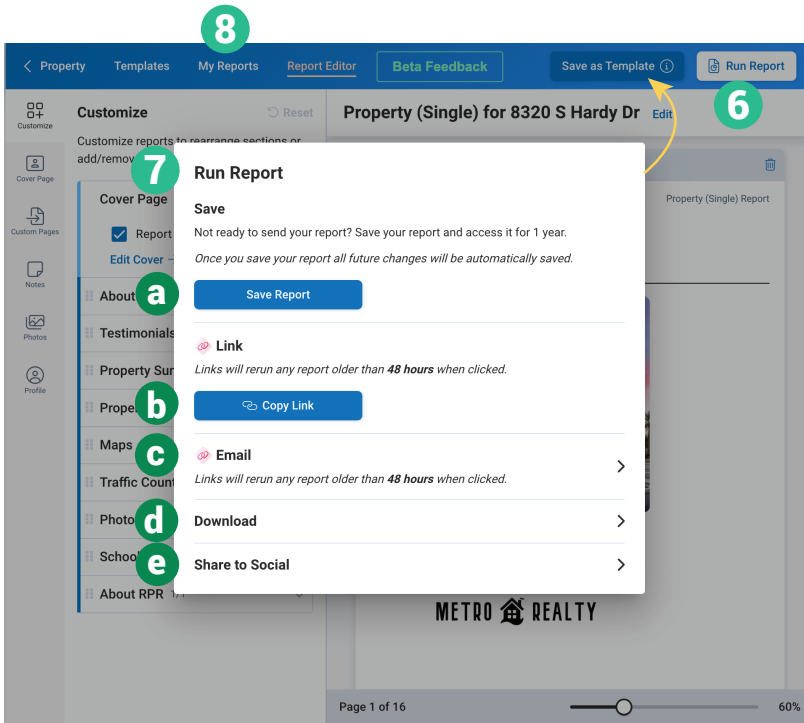 8
Property
Templates
My Reports
Report Editor
Beta Feedback
Save as Template
Run Report
6
Customize
Customize
Reset
Property (Single) for 8320 S Hardy Dr
Edit
Customize reports to rearrange sections or
add/remov
7
Cover Page
Custom Pages
Notes
Photos
Profile
Cover Page
Report
Edit Cover
About
Testimonials
Property Sum
Prope
Maps
Traffic Count
Photo
School
About RPR 1/1
Run Report
Save
Not ready to send your report? Save your report and access it for 1 year.
Once you save your report all future changes will be automatically saved.
a
Save Report
Link
Links will rerun any report older than 48 hours when clicked.
b
Copy Link
c
Email
Links will rerun any report older than 48 hours when clicked.
d
Download
e
Share to Social
Property (Single) Report
METRO REALTY
Page 1 of 16
60%